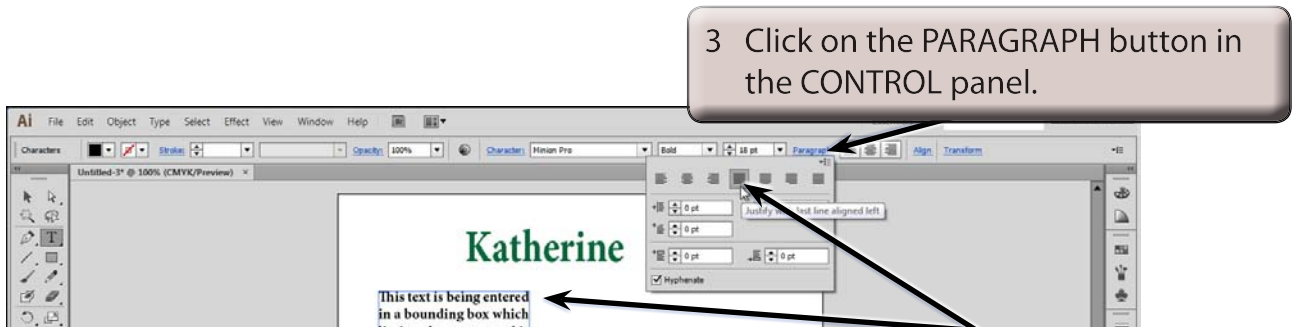 3 Click on the PARAGRAPH button in
the CONTROL panel.
Ai File Edit Object Type Select Effect View Window Help Br
Characters Stroke: Opacity: 100% Character: Minion Pro Bold 18 pt Paragraph Align Transform
Untitled-3* @ 100% (CMYK/Preview) ×
0 pt
Justify last line aligned left
0 pt
Katherine
0 pt 0 pt
Hyphenate
This text is being entered
in a bounding box which